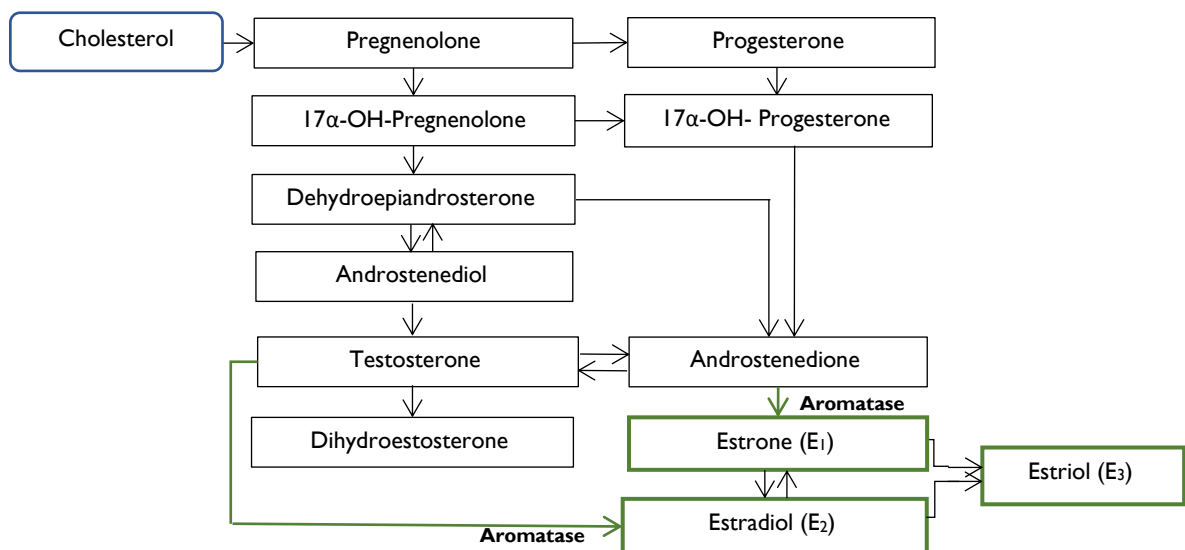 Cholesterol
Pregnenolone
Progesterone
17α-OH-Pregnenolone
17α-OH- Progesterone
Dehydroepiandrosterone
Androstenediol
Testosterone
Androstenedione
Aromatase
Dihydroestosterone
Estrone (E₁)
Estriol (E₃)
Estradiol (E₂)
Aromatase